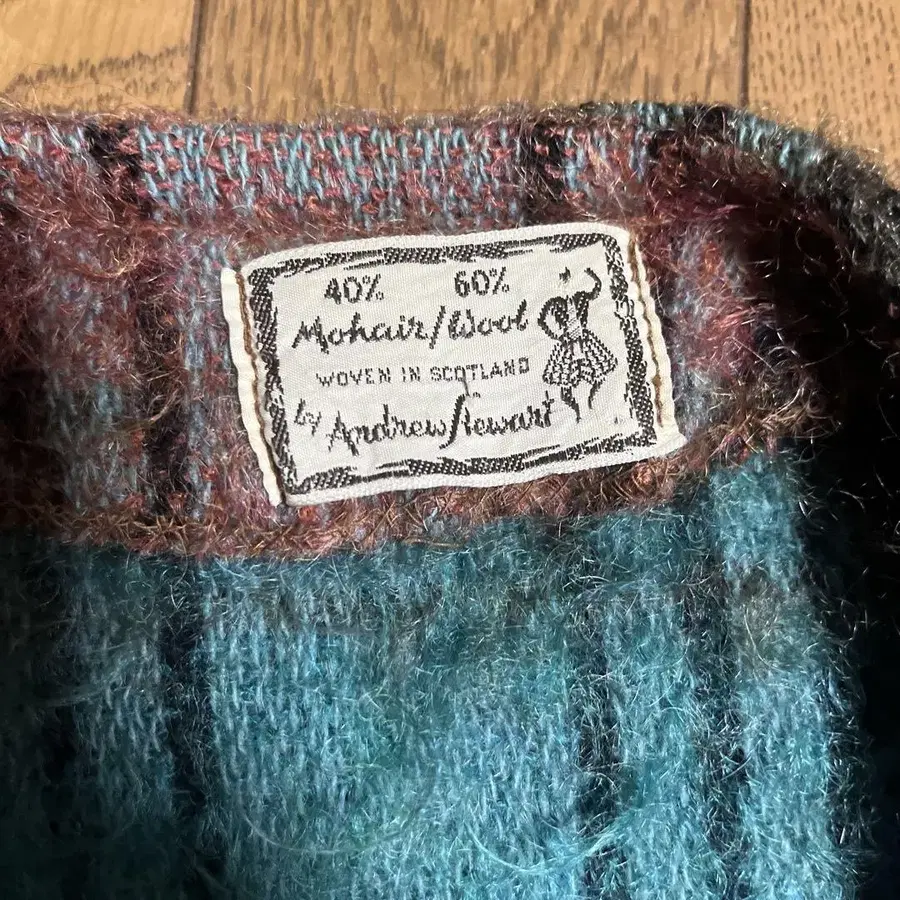 40% 60%
Mohair/Wool
WOVEN IN SCOTLAND
by Andrew Stewart